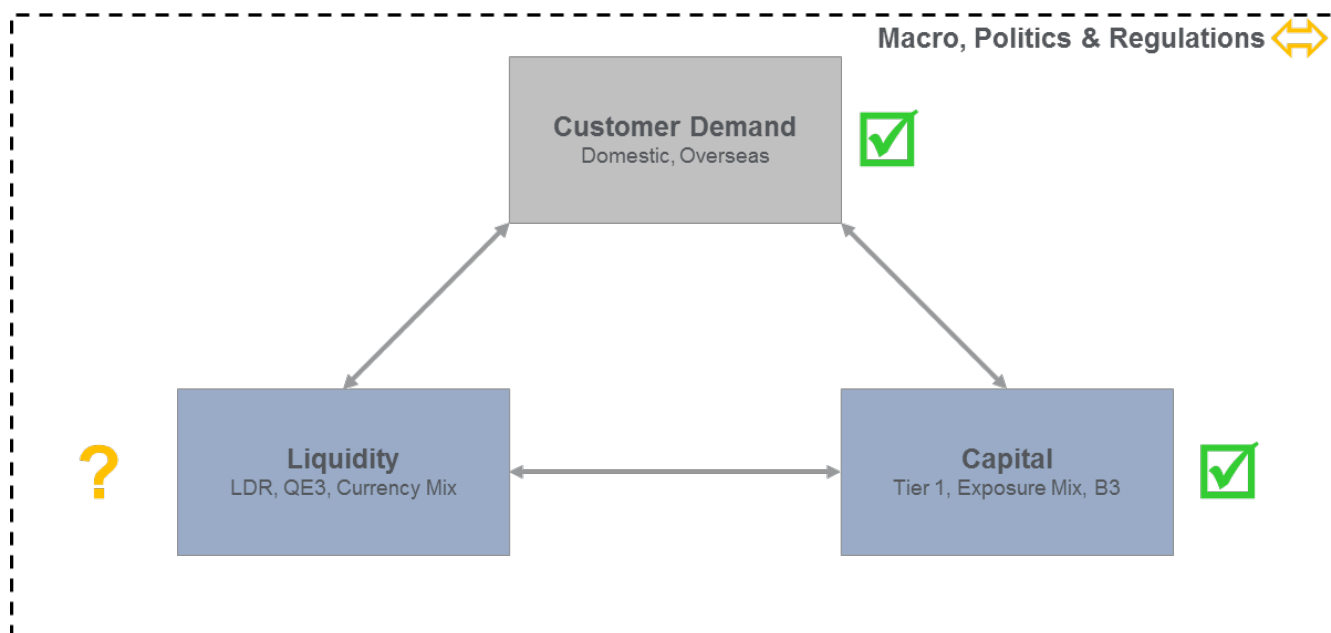 Macro, Politics & Regulations
Customer Demand
Domestic, Overseas
?
Liquidity
LDR, QE3, Currency Mix
Capital
Tier 1, Exposure Mix, B3